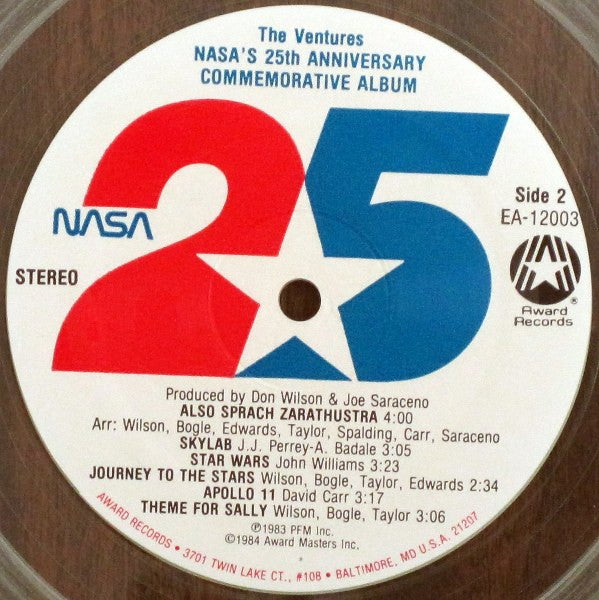 The Ventures
NASA'S 25th ANNIVERSARY
COMMEMORATIVE ALBUM
25
NASA
STEREO
Side 2
EA-12003
®
Award
Records
Produced by Don Wilson & Joe Saraceno
ALSO SPRACH ZARATHUSTRA 4:00
Arr: Wilson, Bogle, Edwards, Taylor, Spalding, Carr, Saraceno
SKYLAB J.J. Perrey-A. Badale 3:05
STAR WARS John Williams 3:23
JOURNEY TO THE STARS Wilson, Bogle, Taylor, Edwards 2:34
APOLLO 11 David Carr 3:17
THEME FOR SALLY Wilson, Bogle, Taylor 3:06
℗1983 PFM Inc.
©1984 Award Masters Inc.
AWARD RECORDS • 3701 TWIN LAKE CT., #108 • BALTIMORE, MD U.S.A. 21207